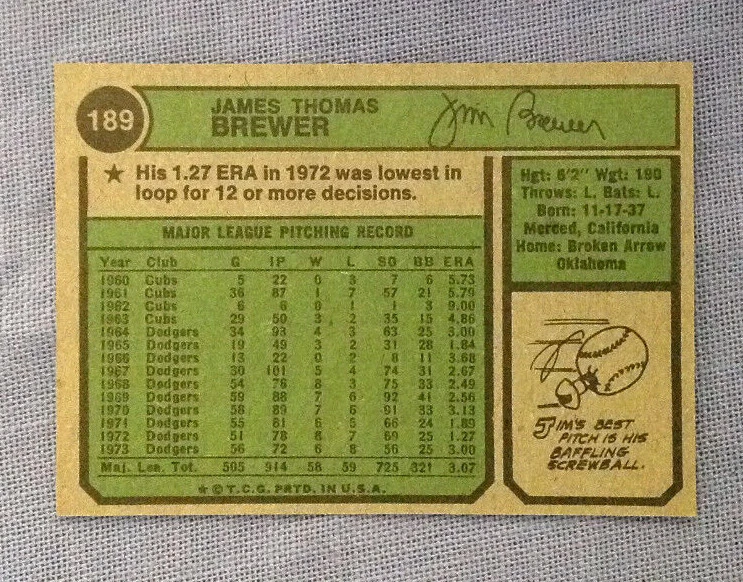 189
JAMES THOMAS
BREWER
Jim Brewer
★ His 1.27 ERA in 1972 was lowest in
loop for 12 or more decisions.
MAJOR LEAGUE PITCHING RECORD
Year Club G IP W L SO BB ERA
1960 Cubs 5 22 0 3 7 6 5.73
1961 Cubs 36 87 1 7 57 21 5.79
1962 Cubs 6 6 0 1 1 3 9.00
1963 Cubs 29 50 3 2 35 15 4.86
1964 Dodgers 34 93 4 3 63 25 3.00
1965 Dodgers 19 49 3 2 31 28 1.84
1966 Dodgers 13 22 0 2 8 11 3.68
1967 Dodgers 30 101 5 4 74 31 2.67
1968 Dodgers 54 76 8 3 75 33 2.49
1969 Dodgers 59 88 7 6 92 41 2.56
1970 Dodgers 58 89 7 6 91 33 3.13
1971 Dodgers 55 81 6 5 66 24 1.89
1972 Dodgers 51 78 8 7 69 25 1.27
1973 Dodgers 56 72 6 8 56 25 3.00
Maj. Lea. Tot. 505 914 58 59 725 321 3.07
★ © T.C.G. PRTD. IN U.S.A.
Hgt: 6'2" Wgt: 190
Throws: L. Bats: L.
Born: 11-17-37
Merced, California
Home: Broken Arrow
Oklahoma
JIM'S BEST
PITCH IS HIS
BAFFLING
SCREWBALL.